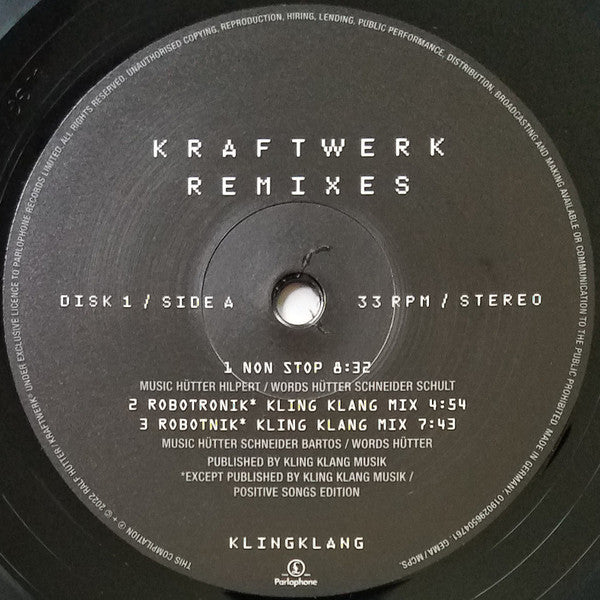 KRAFTWERK
REMIXES
DISK 1 / SIDE A 33 RPM / STEREO
1 NON STOP 8:32
MUSIC HÜTTER HILPERT / WORDS HÜTTER SCHNEIDER SCHULT
2 ROBOTRONIK* KLING KLANG MIX 4:54
3 ROBOTNIK* KLING KLANG MIX 7:43
MUSIC HÜTTER SCHNEIDER BARTOS / WORDS HÜTTER
PUBLISHED BY KLING KLANG MUSIK
*EXCEPT PUBLISHED BY KLING KLANG MUSIK /
POSITIVE SONGS EDITION
KLINGKLANG
Parlophone
THIS COMPILATION ℗ + © 2022 RALF HÜTTER/KRAFTWERK UNDER EXCLUSIVE LICENCE TO PARLOPHONE RECORDS LIMITED. ALL RIGHTS RESERVED. UNAUTHORISED COPYING, REPRODUCTION, HIRING, LENDING, PUBLIC PERFORMANCE, DISTRIBUTION, BROADCASTING AND MAKING AVAILABLE OR COMMUNICATION TO THE PUBLIC PROHIBITED. MADE IN GERMANY. 0190296504761 GEMA / MCPS.